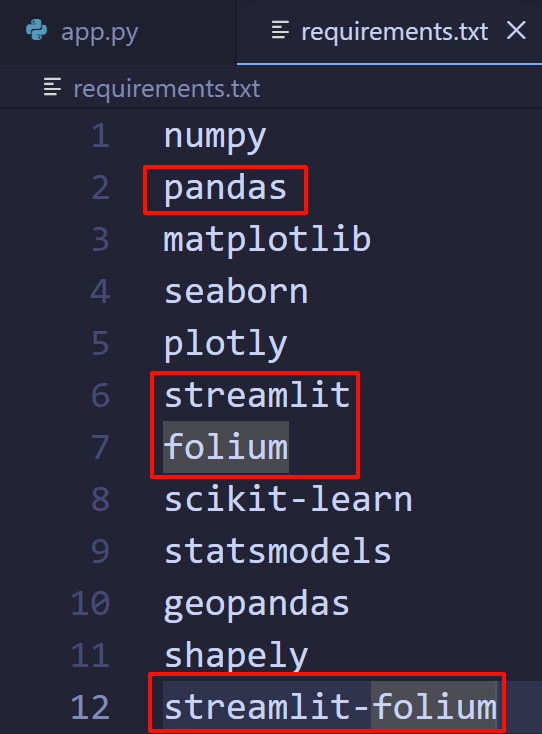 app.py
requirements.txt
requirements.txt
1 numpy
2 pandas
3 matplotlib
4 seaborn
5 plotly
6 streamlit
7 folium
8 scikit-learn
9 statsmodels
10 geopandas
11 shapely
12 streamlit-folium